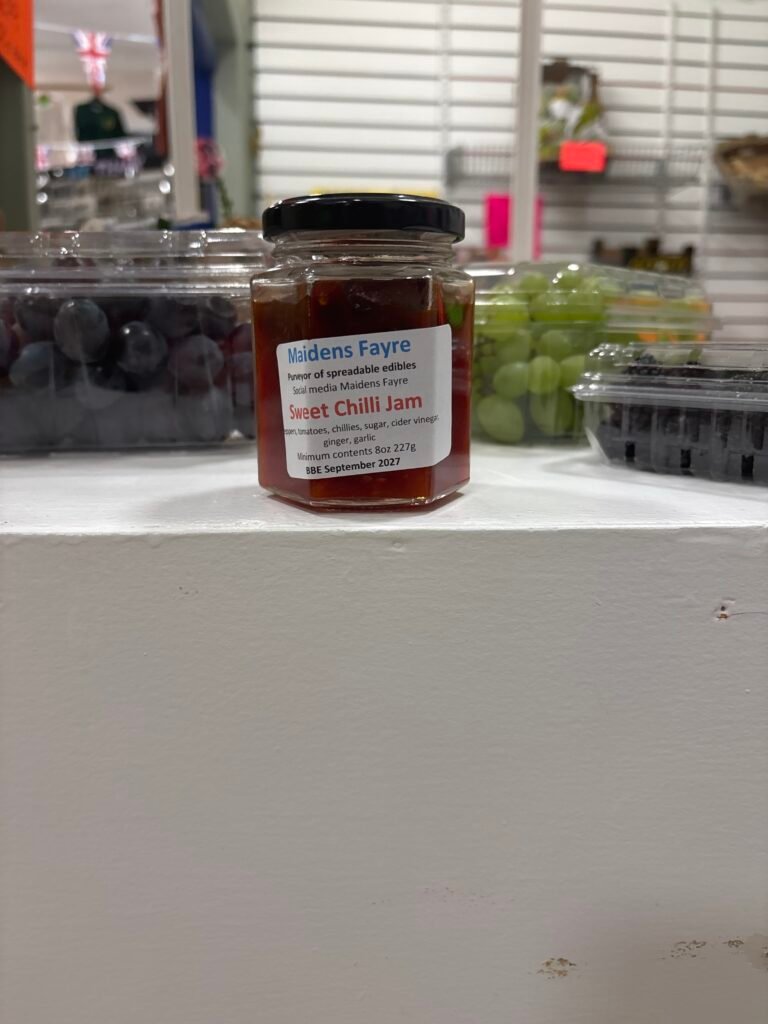 Maidens Fayre
Purveyor of spreadable edibles
Social media Maidens Fayre
Sweet Chilli Jam
tomatoes, chillies, sugar, cider vinegar,
ginger, garlic
Minimum contents 8oz 227g
BBE September 2027